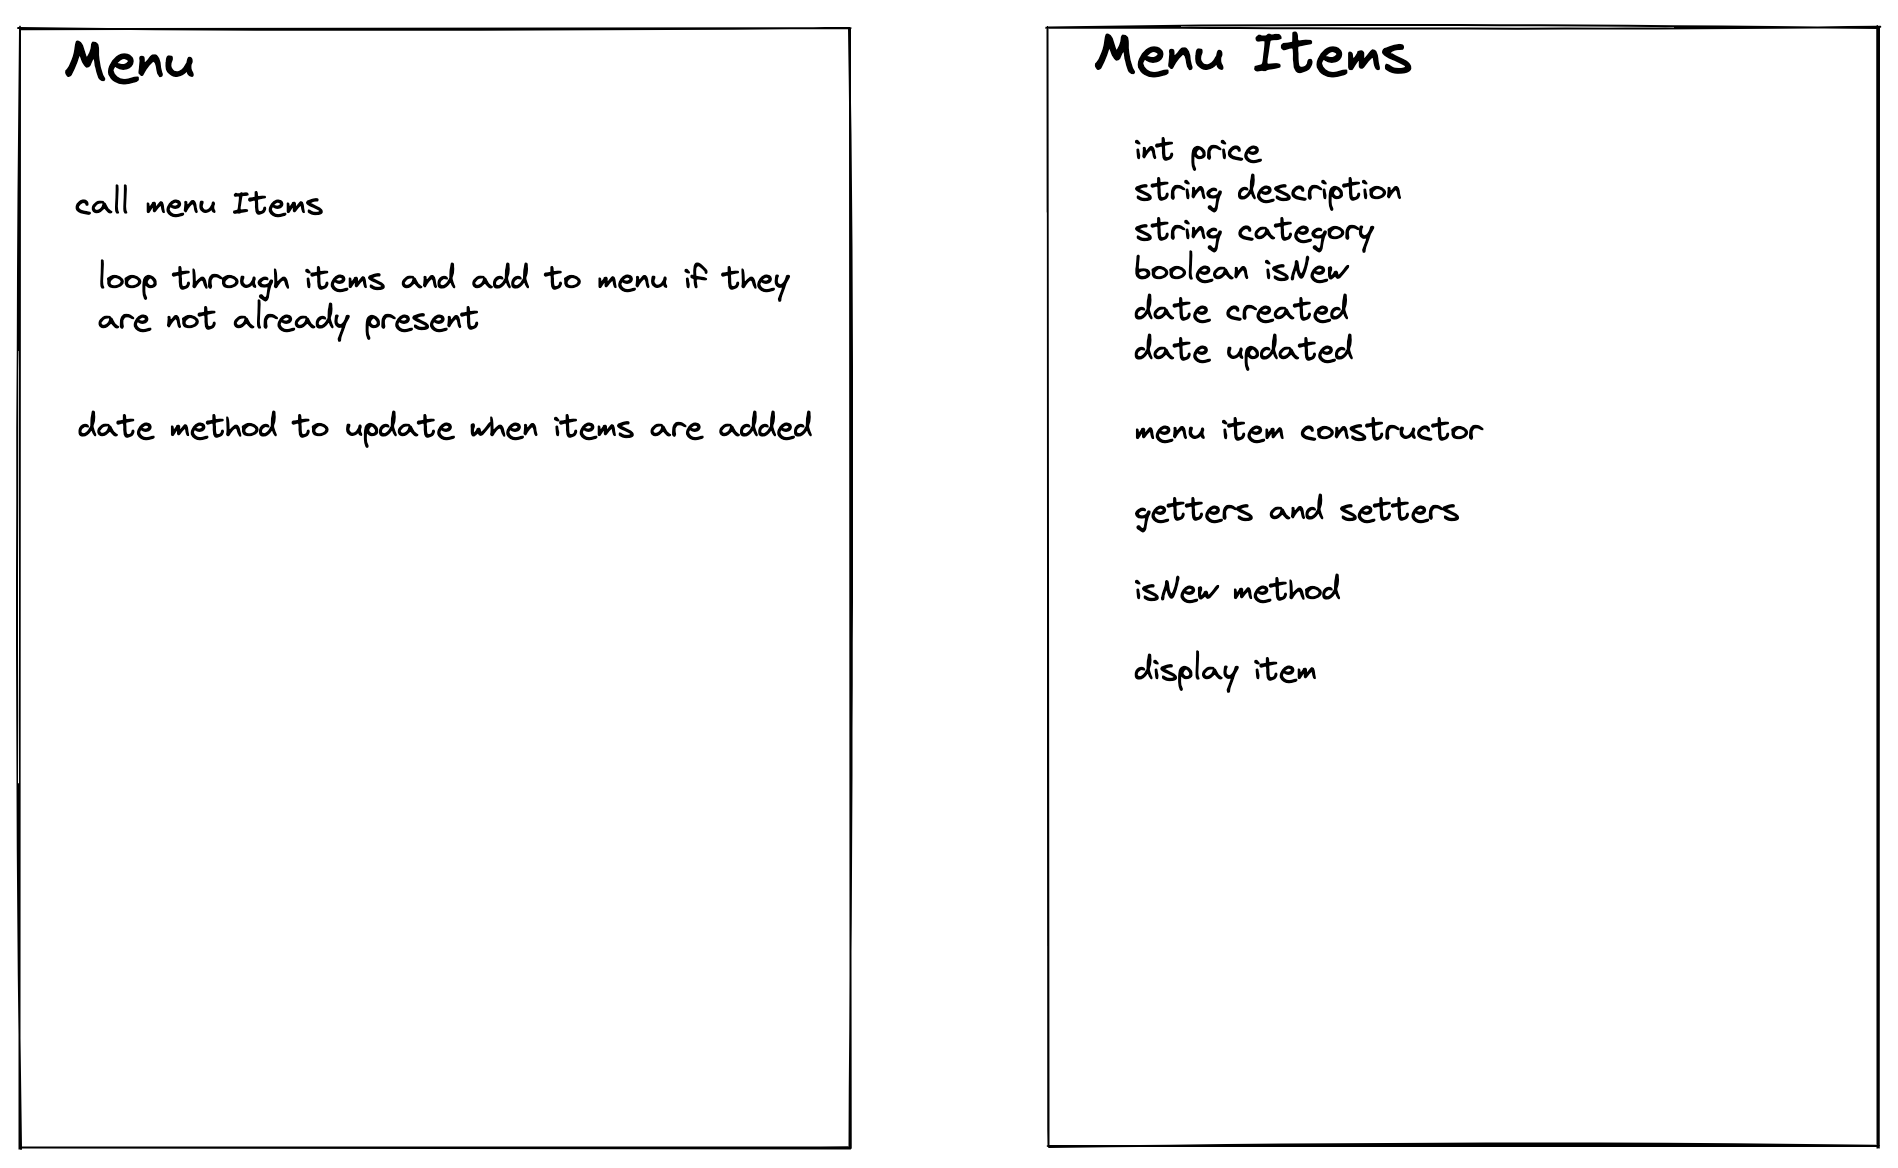 Menu
call menu Items
loop through items and add to menu if they
are not already present
date method to update when items are added
Menu Items
int price
string description
string category
boolean isNew
date created
date updated
menu item constructor
getters and setters
isNew method
display item